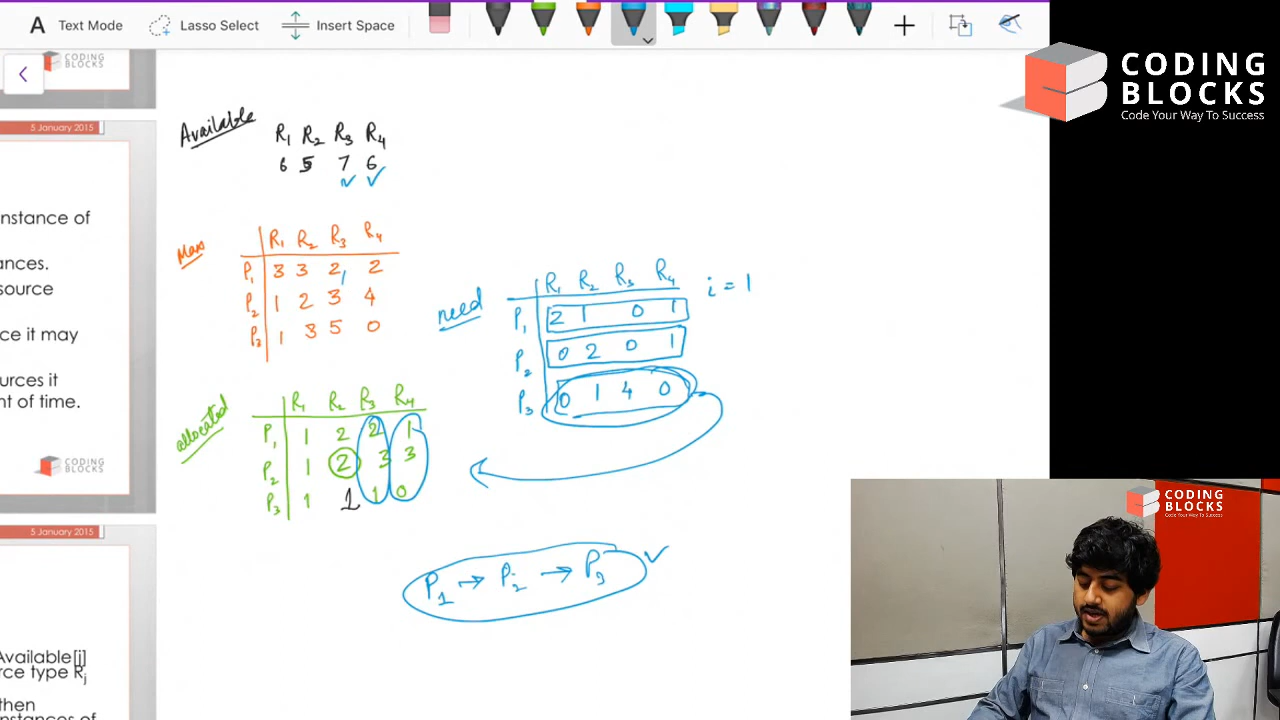 A Text Mode Lasso Select Insert Space
CODING
BLOCKS
CODING
BLOCKS
Code Your Way To Success
5 January 2015
nstance of
ances.
source
ce it may
urces it
nt of time.
5 January 2015
Available[j]
rce type Rj
then
nstances of
Available
R1 R2 R3 R4
6 5 7 6
✓ ✓
Max
R1 R2 R3 R4
P1 3 3 2 2
P2 1 2 3 4
P3 1 3 5 0
need
R1 R2 R3 R4 i = 1
P1 2 1 0 1
P2 0 2 0 1
P3 0 1 4 0
allocated
R1 R2 R3 R4
P1 1 2 2 1
P2 1 2 3 3
P3 1 1 1 0
P1 → P2 → P3 ✓
CODING
BLOCKS
Code Your Way To Success